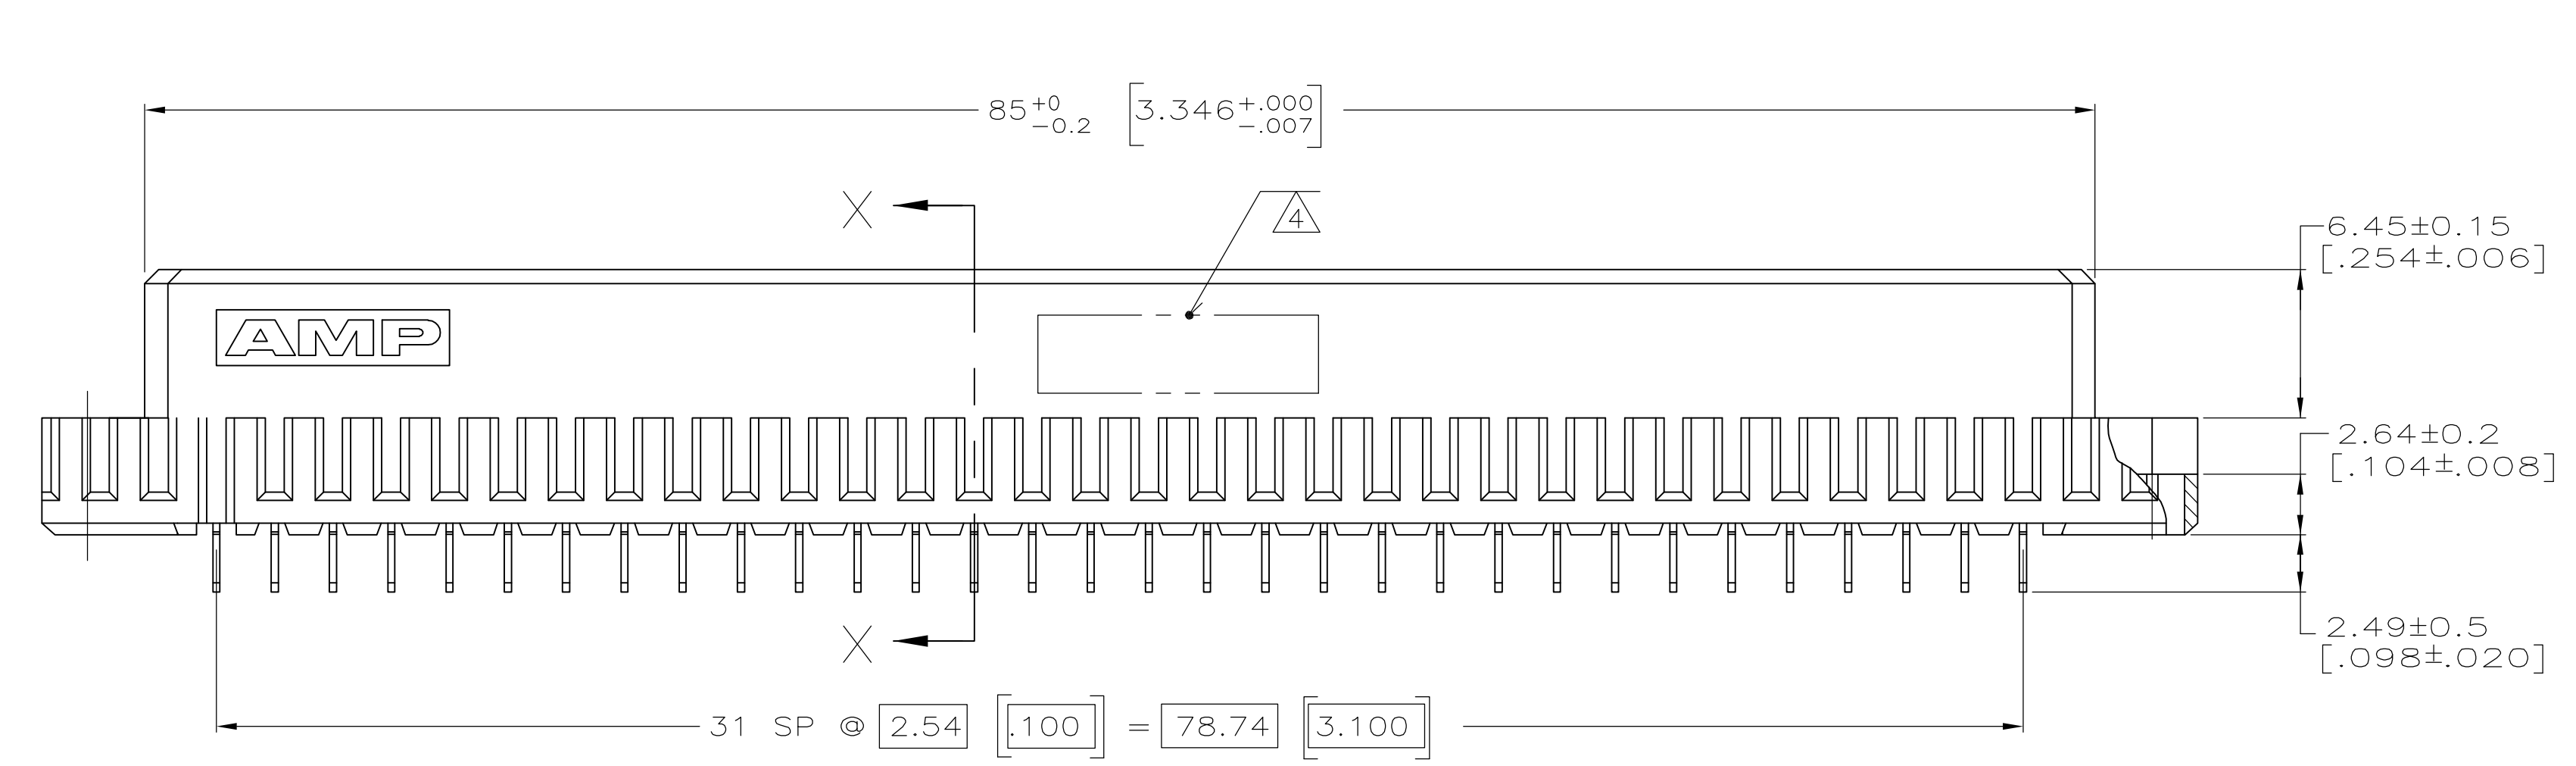 85 +0 -0.2 [3.346 +.000 -.007]
X
4
6.45±0.15
[.254±.006]
AMP
2.64±0.2
[.104±.008]
X
2.49±0.5
[.098±.020]
31 SP @ 2.54 [.100] = 78.74 [3.100]